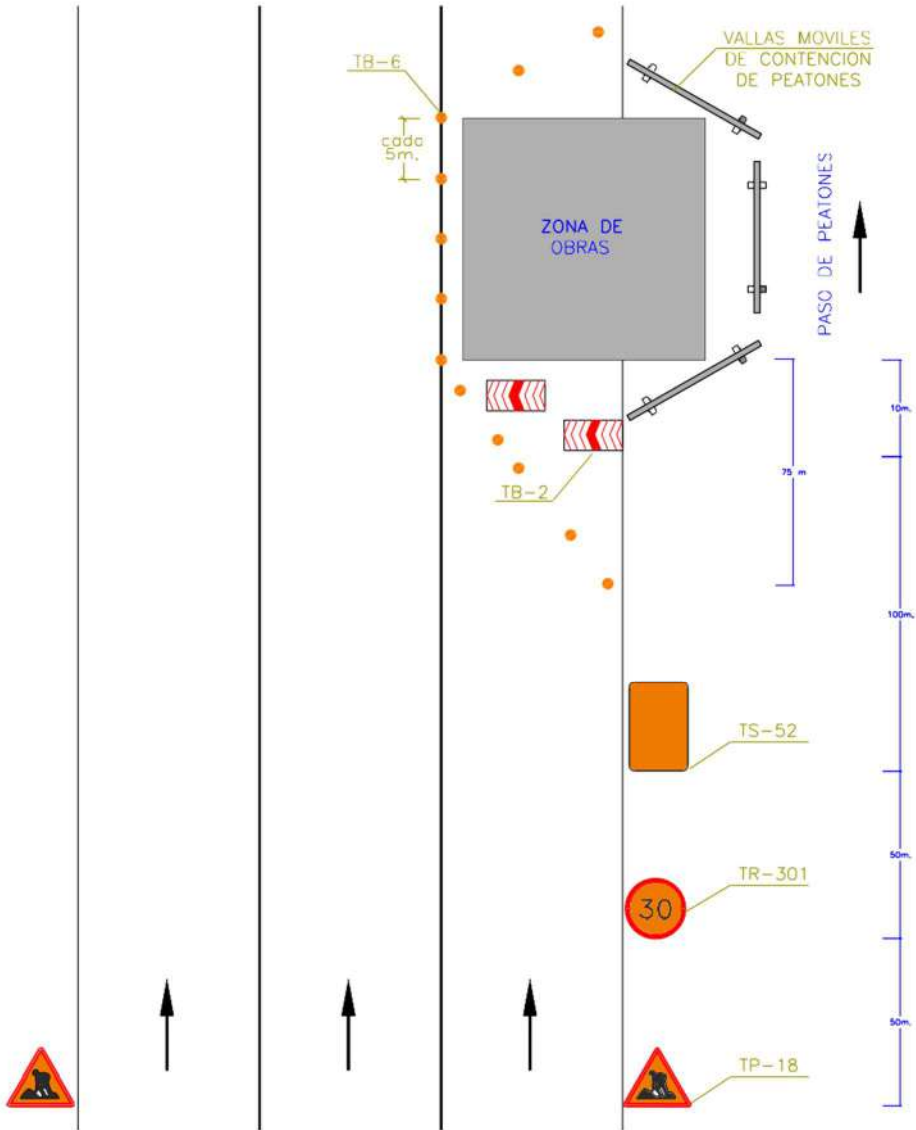 VALLAS MOVILES
DE CONTENCION
DE PEATONES
TB-6
cada
5m.
ZONA DE
OBRAS
PASO DE PEATONES
10m.
75 m
TB-2
100m.
TS-52
50m.
TR-301
30
50m.
TP-18